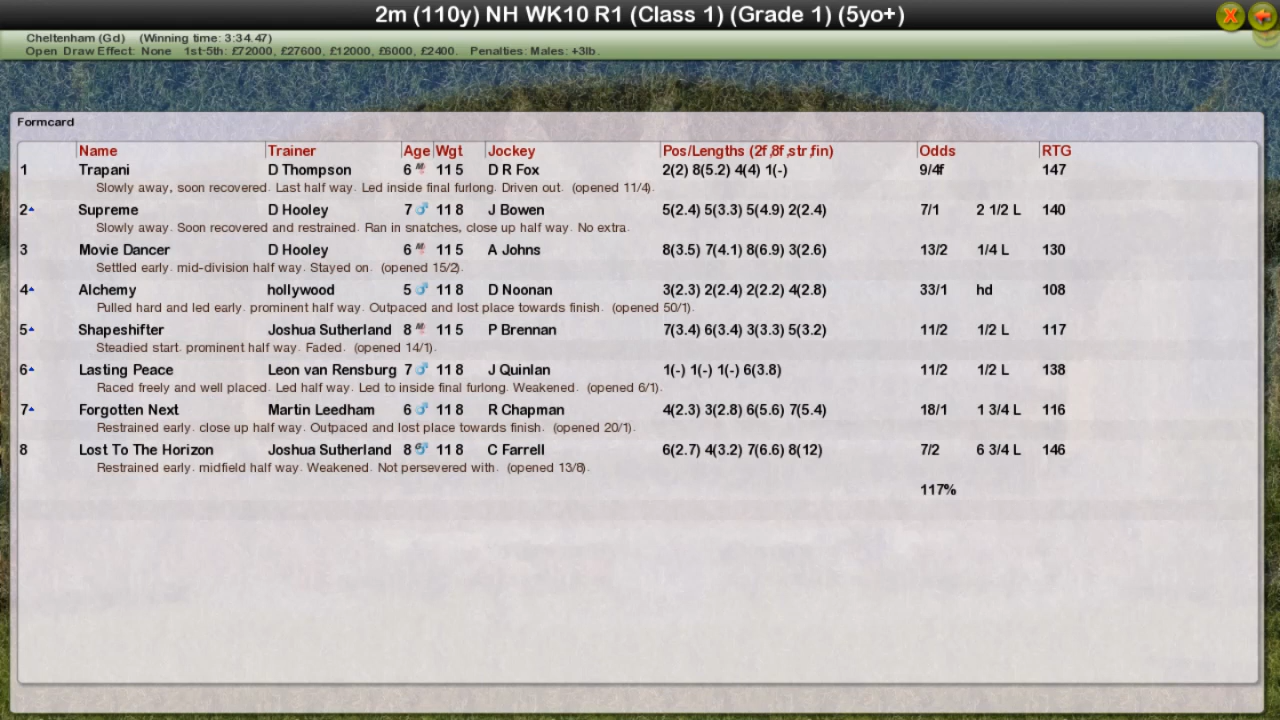 2m (110y) NH WK10 R1 (Class 1) (Grade 1) (5yo+)
Cheltenham (Gd) (Winning time: 3:34.47)
Open Draw Effect: None 1st-5th: £72000, £27600, £12000, £6000, £2400. Penalties: Males: +3lb.
Formcard
Name Trainer Age Wgt Jockey Pos/Lengths (2f,8f,str,fin) Odds RTG
1 Trapani D Thompson 6 11 5 D R Fox 2(2) 8(5.2) 4(4) 1(-) 9/4f 147
Slowly away, soon recovered. Last half way. Led inside final furlong. Driven out. (opened 11/4).
2 Supreme D Hooley 7 11 8 J Bowen 5(2.4) 5(3.3) 5(4.9) 2(2.4) 7/1 2 1/2 L 140
Slowly away. Soon recovered and restrained. Ran in snatches, close up half way. No extra.
3 Movie Dancer D Hooley 6 11 5 A Johns 8(3.5) 7(4.1) 8(6.9) 3(2.6) 13/2 1/4 L 130
Settled early. mid-division half way. Stayed on. (opened 15/2).
4 Alchemy hollywood 5 11 8 D Noonan 3(2.3) 2(2.4) 2(2.2) 4(2.8) 33/1 hd 108
Pulled hard and led early. prominent half way. Outpaced and lost place towards finish. (opened 50/1).
5 Shapeshifter Joshua Sutherland 8 11 5 P Brennan 7(3.4) 6(3.4) 3(3.3) 5(3.2) 11/2 1/2 L 117
Steadied start. prominent half way. Faded. (opened 14/1).
6 Lasting Peace Leon van Rensburg 7 11 8 J Quinlan 1(-) 1(-) 1(-) 6(3.8) 11/2 1/2 L 138
Raced freely and well placed. Led half way. Led to inside final furlong. Weakened. (opened 6/1).
7 Forgotten Next Martin Leedham 6 11 8 R Chapman 4(2.3) 3(2.8) 6(5.6) 7(5.4) 18/1 1 3/4 L 116
Restrained early. close up half way. Outpaced and lost place towards finish. (opened 20/1).
8 Lost To The Horizon Joshua Sutherland 8 11 8 C Farrell 6(2.7) 4(3.2) 7(6.6) 8(12) 7/2 6 3/4 L 146
Restrained early. midfield half way. Weakened. Not persevered with. (opened 13/8).
117%